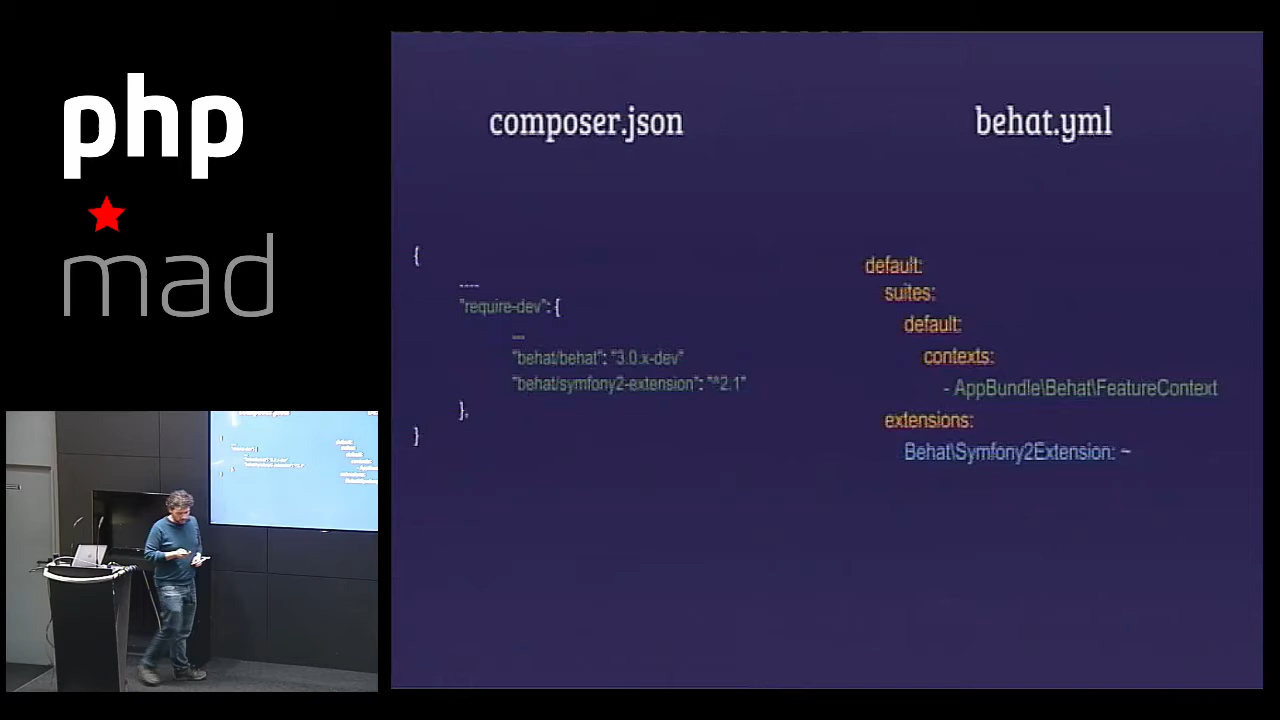 php
mad
composer.json
{
....
"require-dev": {
...
"behat/behat": "3.0.x-dev"
"behat/symfony2-extension": "^2.1"
},
}
behat.yml
default:
suites:
default:
contexts:
- AppBundle\Behat\FeatureContext
extensions:
Behat\Symfony2Extension: ~